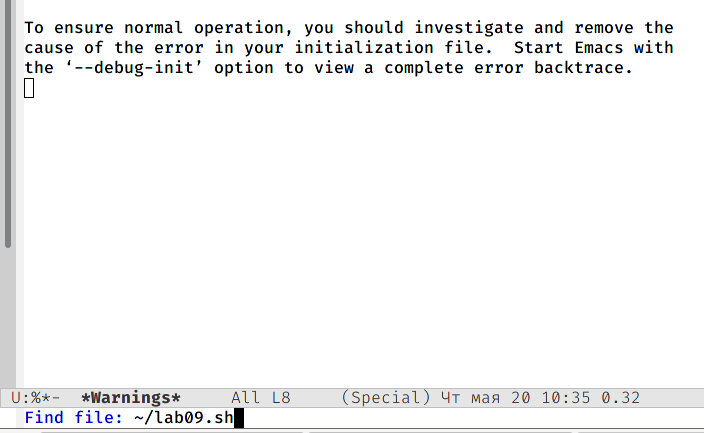 To ensure normal operation, you should investigate and remove the
cause of the error in your initialization file.  Start Emacs with
the ‘--debug-init’ option to view a complete error backtrace.
U:%*-  *Warnings*     All L8     (Special) Чт мая 20 10:35 0.32
Find file: ~/lab09.sh